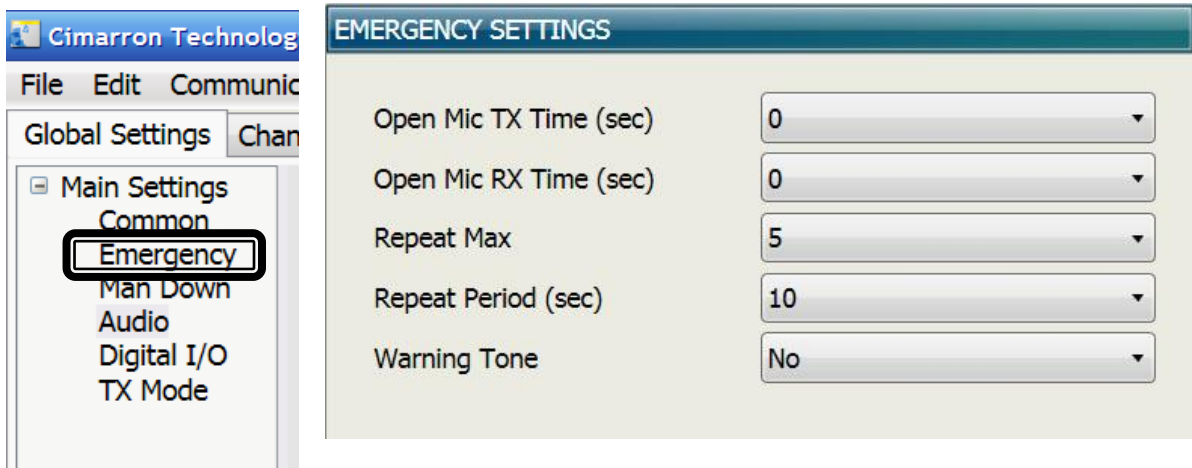 Cimarron Technolog
File Edit Communic
Global Settings Chan
Main Settings
Common
Emergency
Man Down
Audio
Digital I/O
TX Mode
EMERGENCY SETTINGS
Open Mic TX Time (sec) 0
Open Mic RX Time (sec) 0
Repeat Max 5
Repeat Period (sec) 10
Warning Tone No